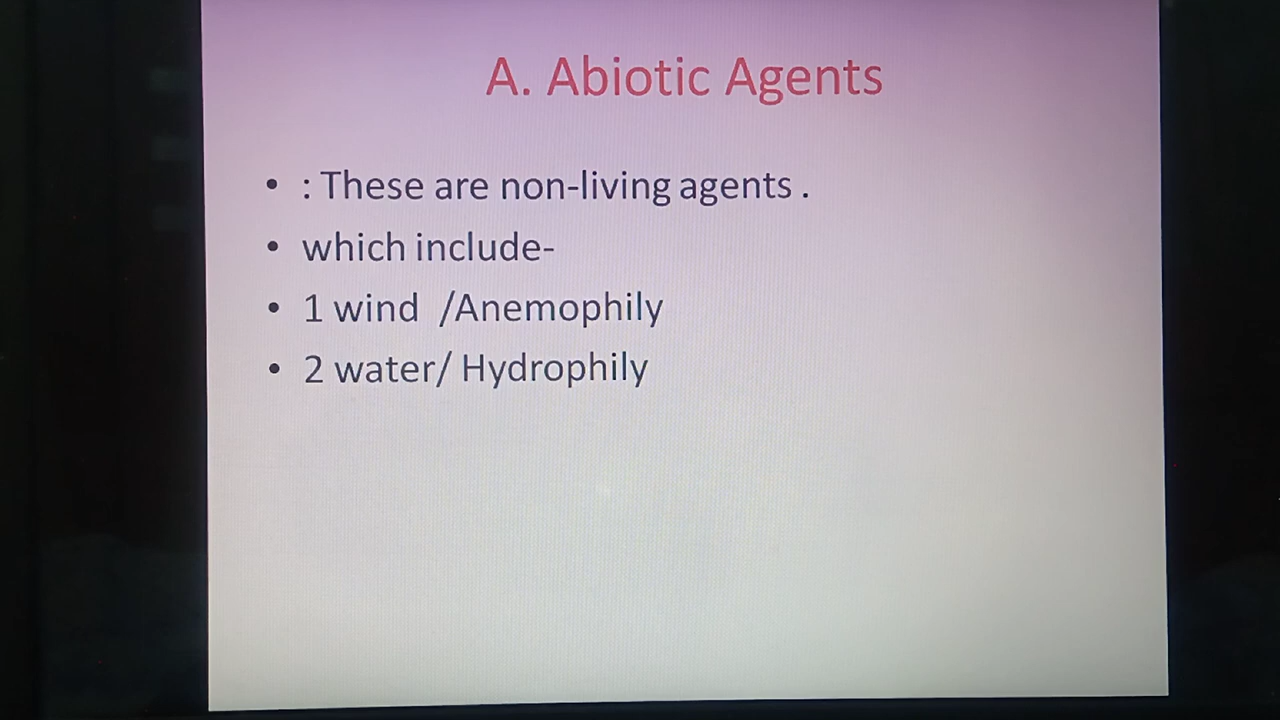 A. Abiotic Agents
• : These are non-living agents .
• which include-
• 1 wind  /Anemophily
• 2 water/ Hydrophily